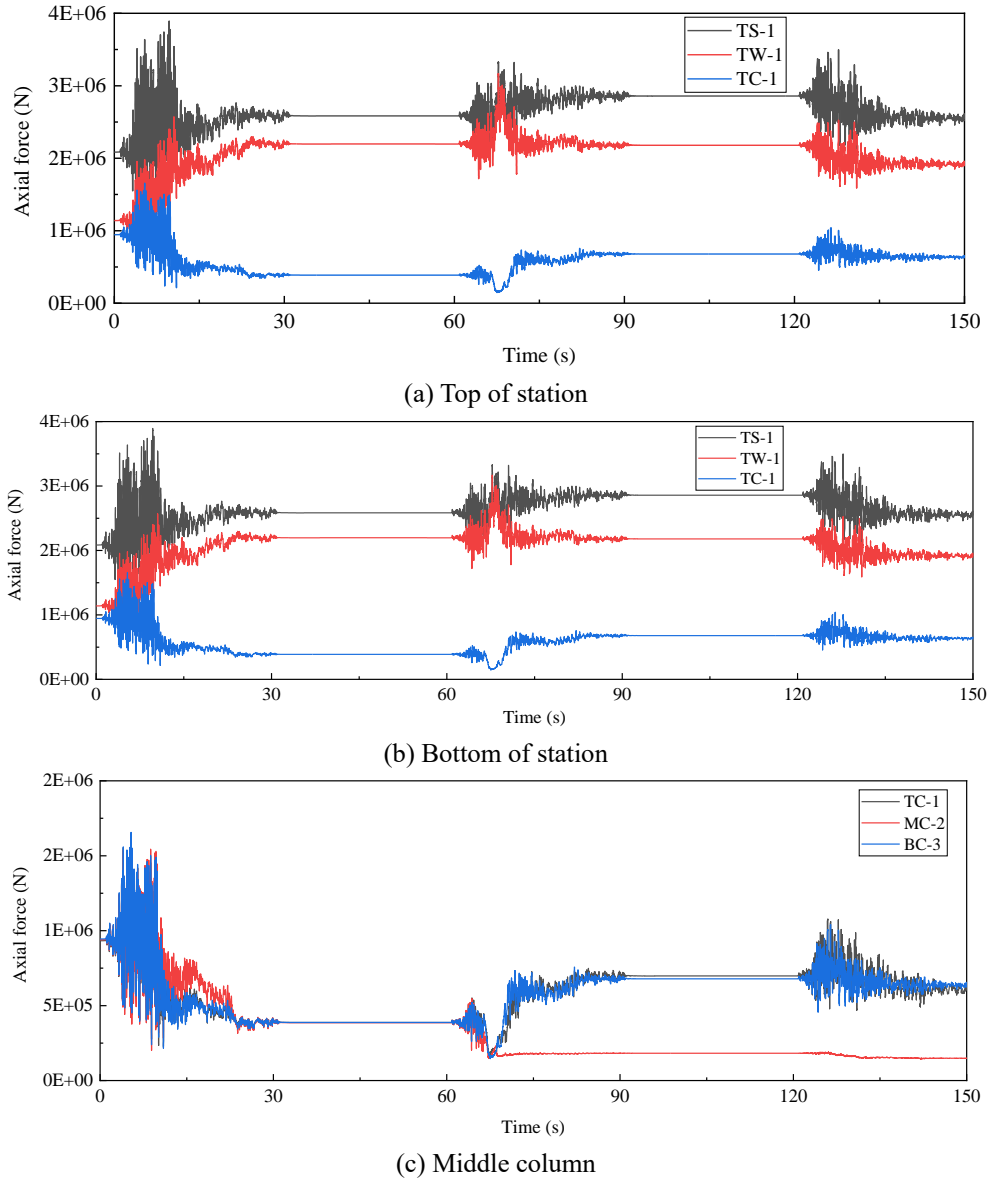 4E+06
3E+06
2E+06
1E+06
0E+00
Axial force (N)
TS-1
TW-1
TC-1
0
30
60
90
120
150
Time (s)
(a) Top of station
4E+06
3E+06
2E+06
1E+06
0E+00
Axial force (N)
TS-1
TW-1
TC-1
0
30
60
90
120
150
Time (s)
(b) Bottom of station
2E+06
2E+06
1E+06
5E+05
0E+00
Axial force (N)
TC-1
MC-2
BC-3
0
30
60
90
120
150
Time (s)
(c) Middle column